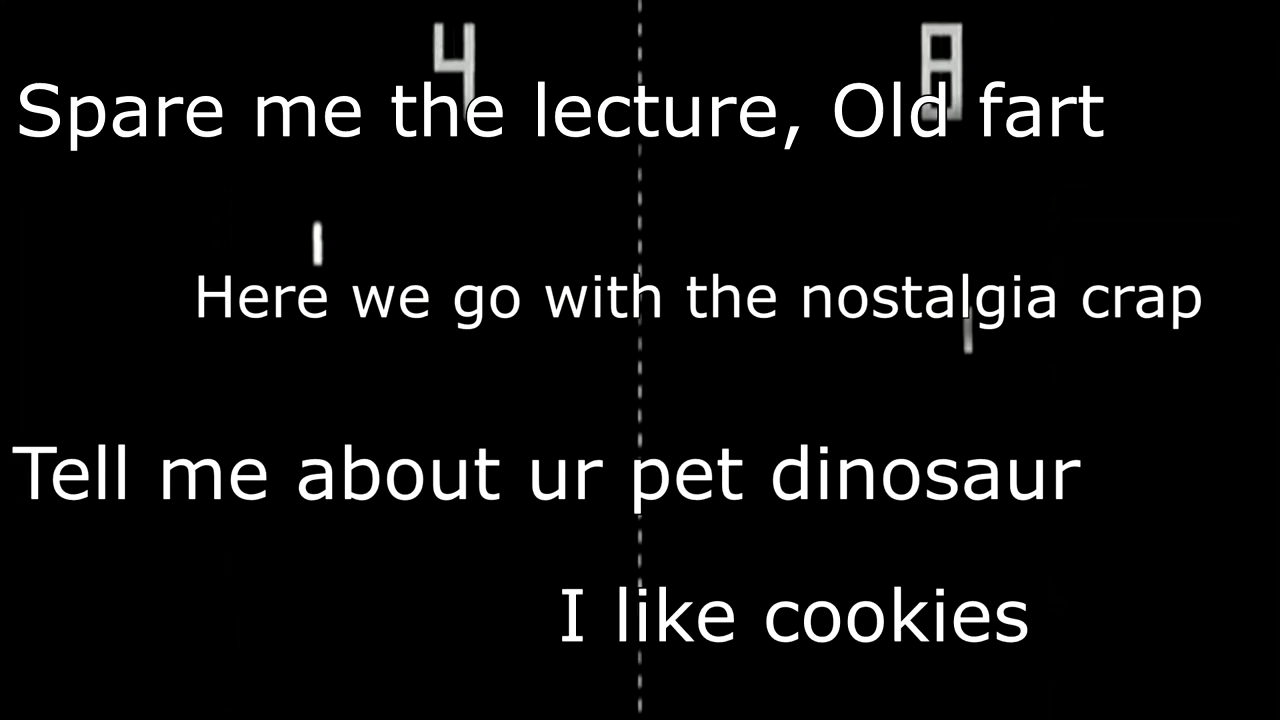 4 8
Spare me the lecture, Old fart
Here we go with the nostalgia crap
Tell me about ur pet dinosaur
I like cookies